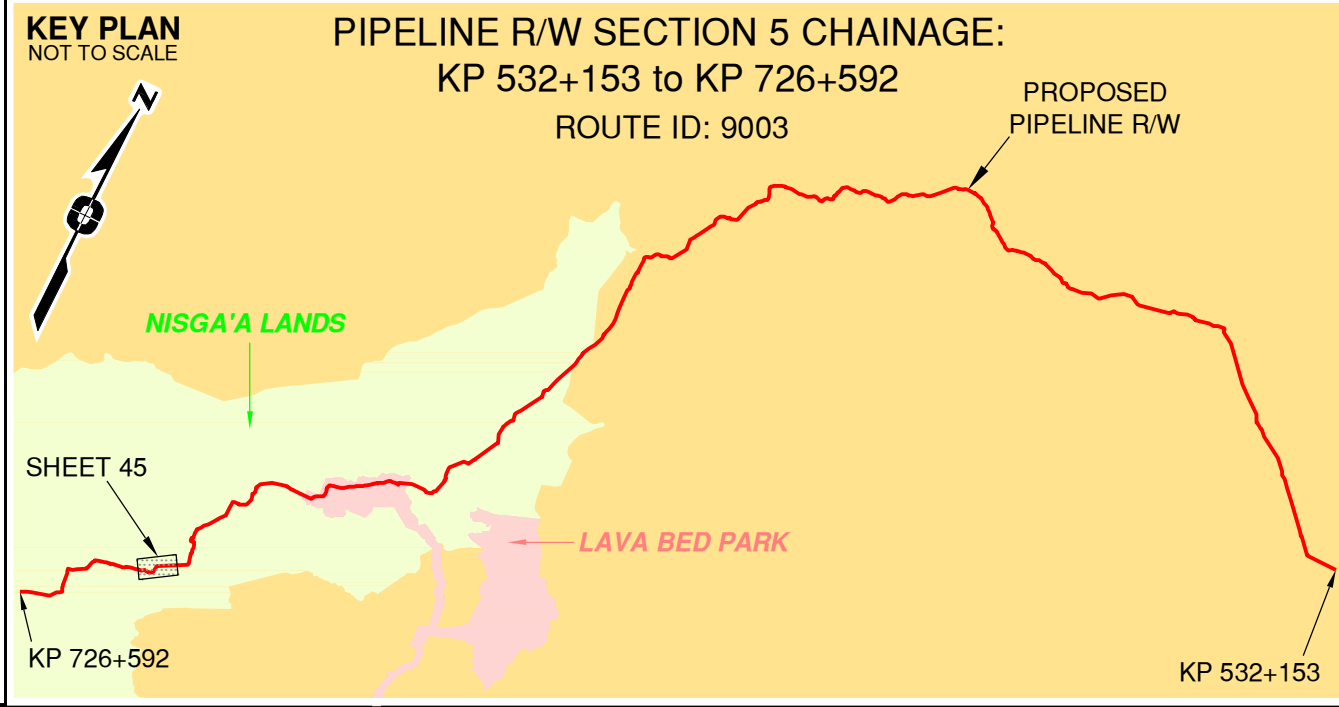 KEY PLAN
NOT TO SCALE
PIPELINE R/W SECTION 5 CHAINAGE:
KP 532+153 to KP 726+592
ROUTE ID: 9003
N
PROPOSED
PIPELINE R/W
NISGA'A LANDS
SHEET 45
LAVA BED PARK
KP 726+592
KP 532+153